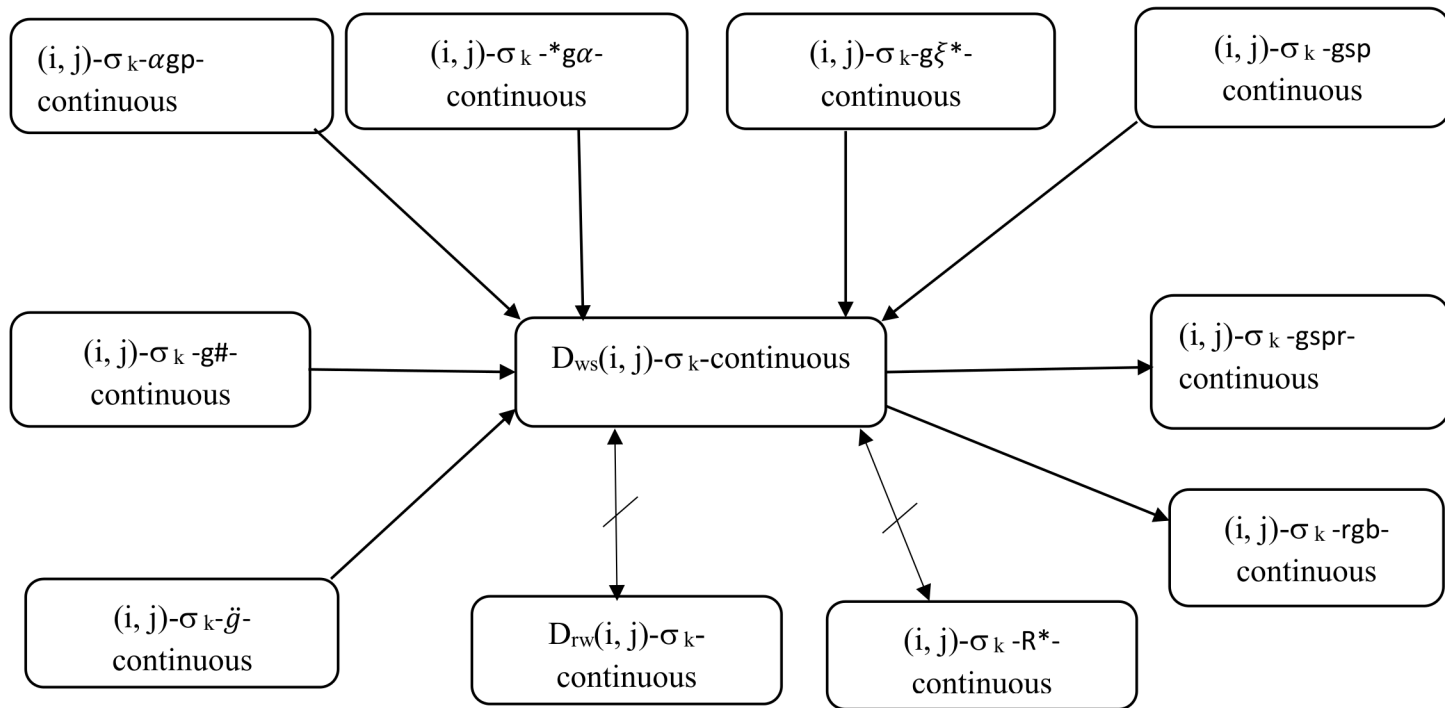 (i, j)-σ k-αgp-
continuous
(i, j)-σ k -*gα-
continuous
(i, j)-σ k-gξ*-
continuous
(i, j)-σ k -gsp
continuous
(i, j)-σ k -g#-
continuous
Dws(i, j)-σ k-continuous
(i, j)-σ k -gspr-
continuous
(i, j)-σ k -rgb-
continuous
(i, j)-σ k-g̈-
continuous
Drw(i, j)-σ k-
continuous
(i, j)-σ k -R*-
continuous